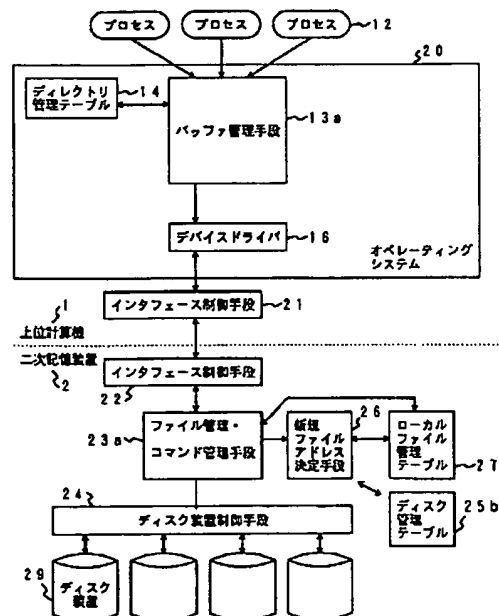 プロセス プロセス プロセス 12
20
ディレクトリ
管理テーブル
14
バッファ管理手段
13a
デバイスドライバ
16
オペレーティング
システム
インタフェース制御手段
21
1
上位計算機
二次記憶装置
2
インタフェース制御手段
22
ファイル管理・
コマンド管理手段
23a
新規
ファイル
アドレス
決定手段
26
ローカル
ファイル
管理
テーブル
27
ディスク
管理
テーブル
25b
24
ディスク装置制御手段
29
ディスク
装置